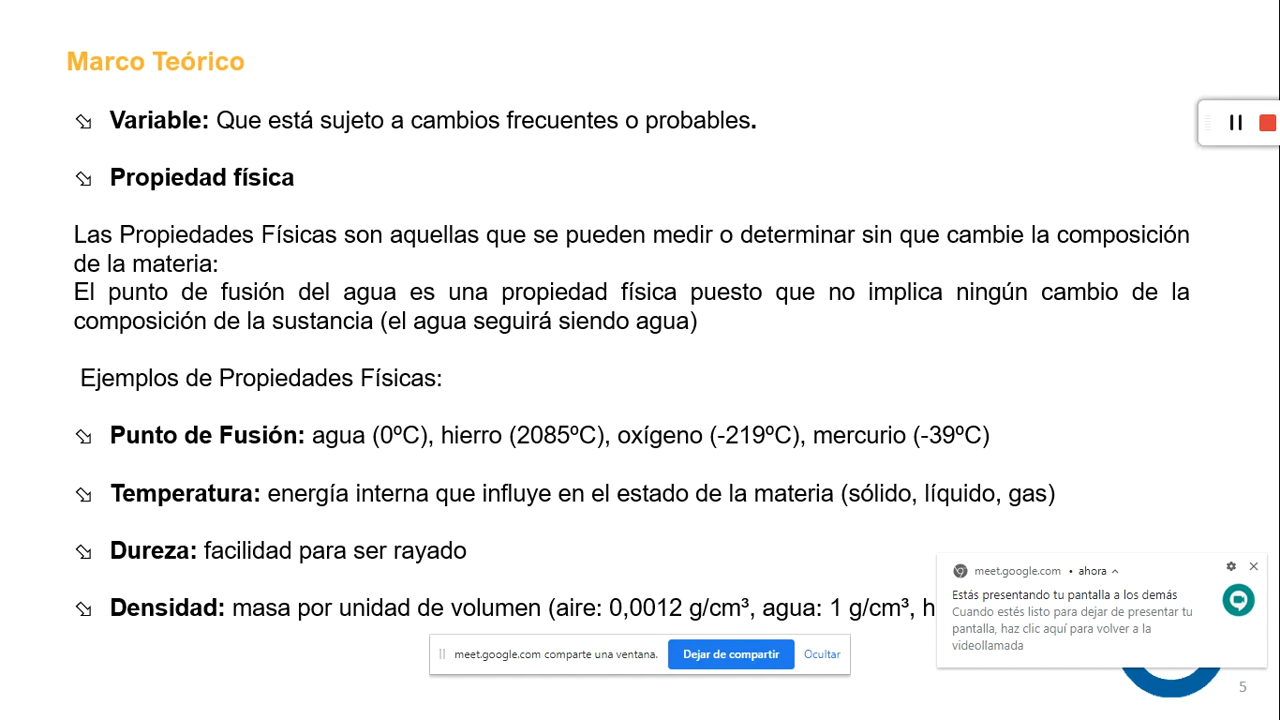 Marco Teórico
Variable: Que está sujeto a cambios frecuentes o probables.
Propiedad física
Las Propiedades Físicas son aquellas que se pueden medir o determinar sin que cambie la composición
de la materia:
El punto de fusión del agua es una propiedad física puesto que no implica ningún cambio de la
composición de la sustancia (el agua seguirá siendo agua)
Ejemplos de Propiedades Físicas:
Punto de Fusión: agua (0ºC), hierro (2085ºC), oxígeno (-219ºC), mercurio (-39ºC)
Temperatura: energía interna que influye en el estado de la materia (sólido, líquido, gas)
Dureza: facilidad para ser rayado
Densidad: masa por unidad de volumen (aire: 0,0012 g/cm³, agua: 1 g/cm³, h
meet.google.com • ahora
Estás presentando tu pantalla a los demás
Cuando estés listo para dejar de presentar tu
pantalla, haz clic aquí para volver a la
videollamada
meet.google.com comparte una ventana. Dejar de compartir Ocultar
5